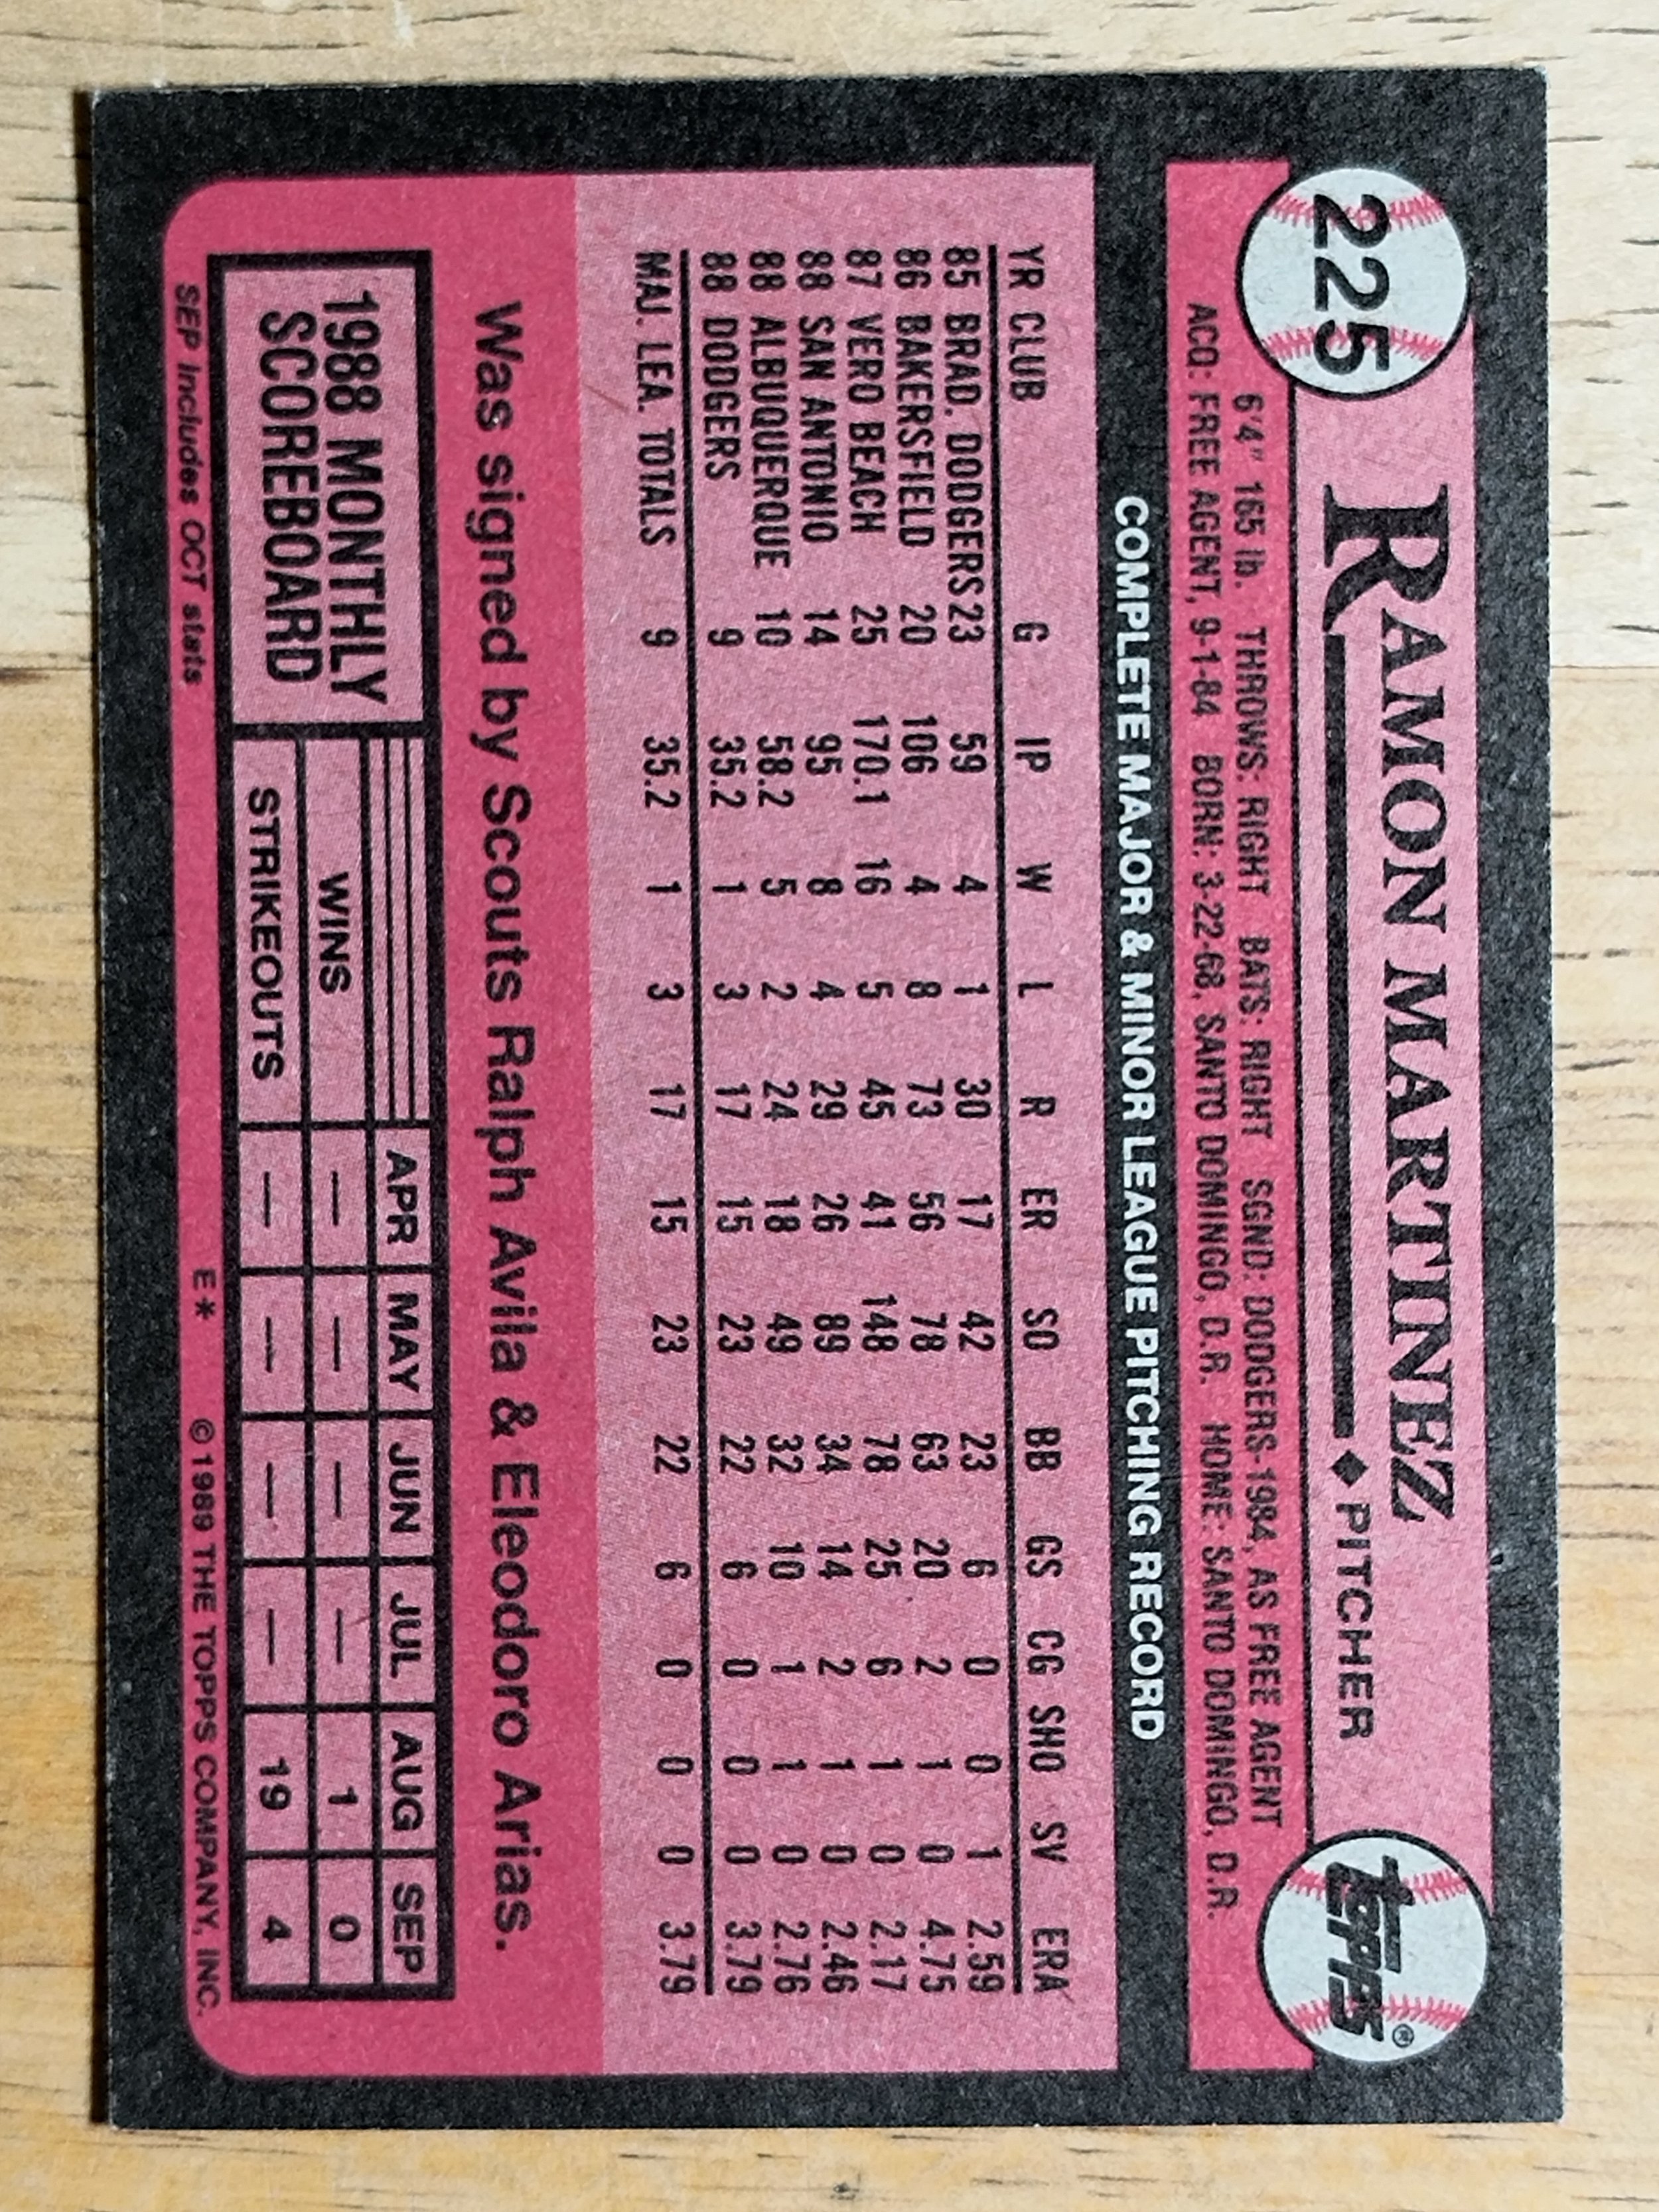 225 RAMON MARTINEZ ◆ PITCHER TOPPS®
6'4" 165 lb. THROWS: RIGHT BATS: RIGHT SGND: DODGERS-1984, AS FREE AGENT
ACQ: FREE AGENT, 9-1-84 BORN: 3-22-68, SANTO DOMINGO, D.R. HOME: SANTO DOMINGO, D.R.
COMPLETE MAJOR & MINOR LEAGUE PITCHING RECORD
YR CLUB G IP W L R ER SO BB GS CG SHO SV ERA
85 BRAD. DODGERS 23 59 4 1 30 17 42 23 6 0 0 1 2.59
86 BAKERSFIELD 20 106 4 8 73 56 78 63 20 2 1 0 4.75
87 VERO BEACH 25 170.1 16 5 45 41 148 78 25 6 1 0 2.17
88 SAN ANTONIO 14 95 8 4 29 26 89 34 14 2 1 0 2.46
88 ALBUQUERQUE 10 58.2 5 2 24 18 49 32 10 1 1 0 2.76
88 DODGERS 9 35.2 1 3 17 15 23 22 6 0 0 0 3.79
MAJ. LEA. TOTALS 9 35.2 1 3 17 15 23 22 6 0 0 0 3.79
Was signed by Scouts Ralph Avila & Eleodoro Arias.
1988 MONTHLY
SCOREBOARD
APR MAY JUN JUL AUG SEP
WINS — — — — 1 0
STRIKEOUTS — — — — 19 4
SEP Includes OCT stats E* © 1989 THE TOPPS COMPANY, INC.